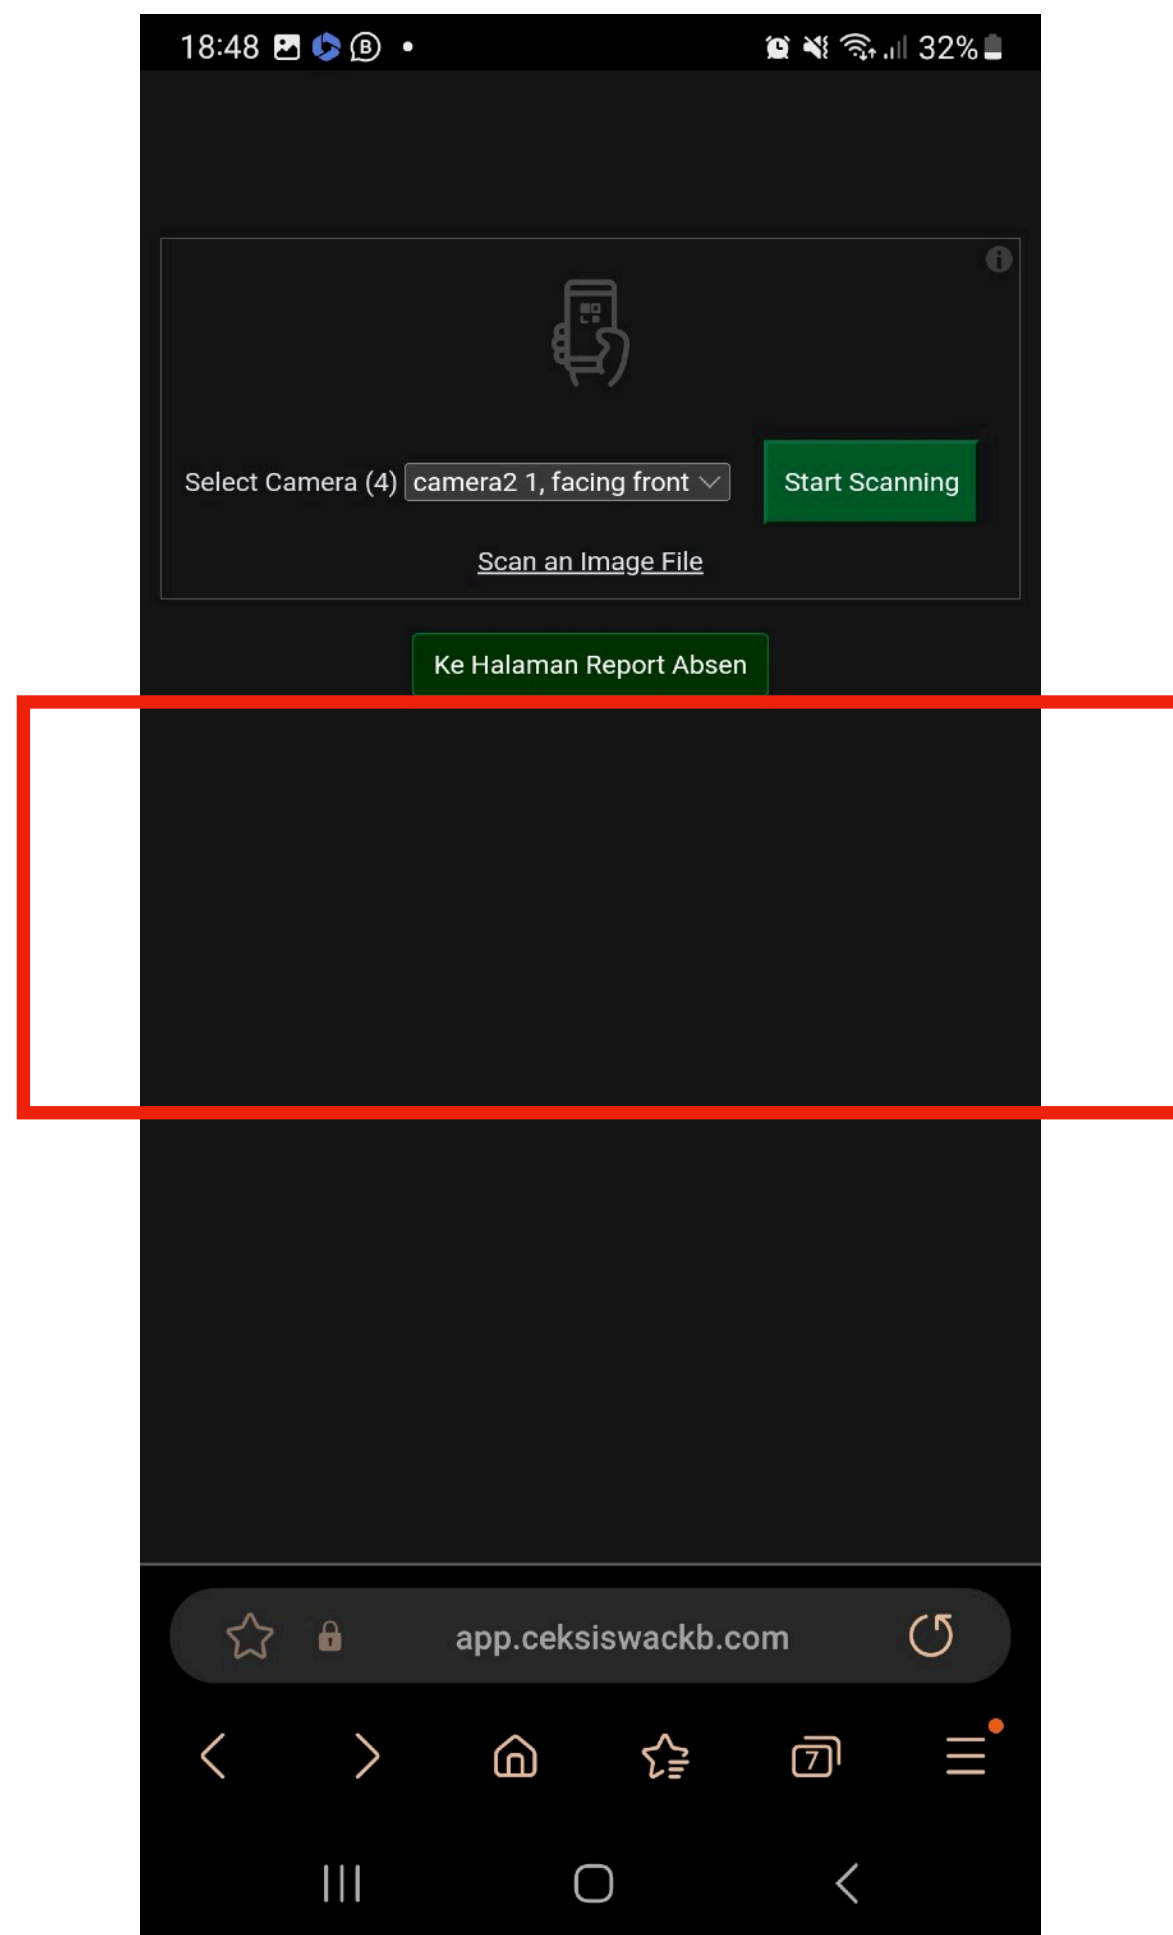 18:48
32%
Select Camera (4) camera2 1, facing front Start Scanning
Scan an Image File
Ke Halaman Report Absen
app.ceksiswackb.com
7